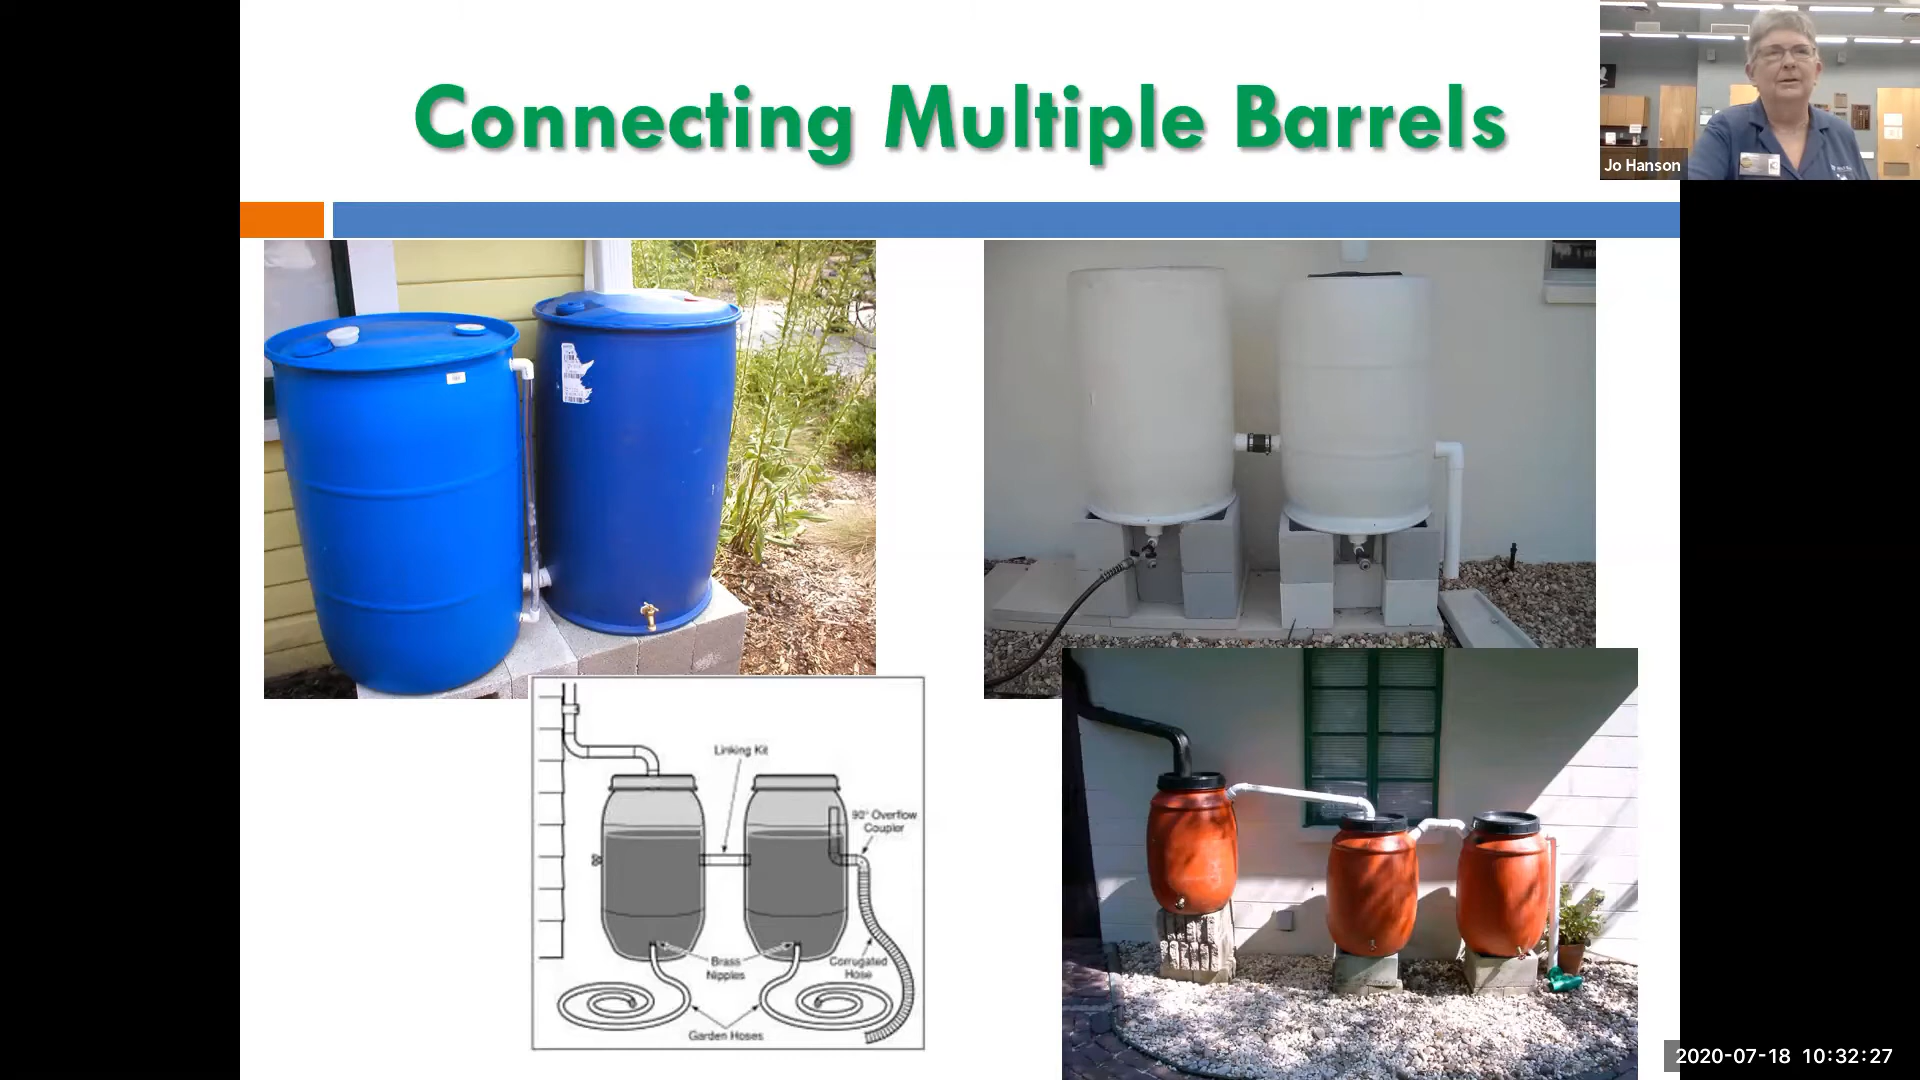 Connecting Multiple Barrels
Jo Hanson
Linking Kit
90° Overflow
Coupler
Brass
Nipples
Corrugated
Hose
Garden Hoses
2020-07-18 10:32:27